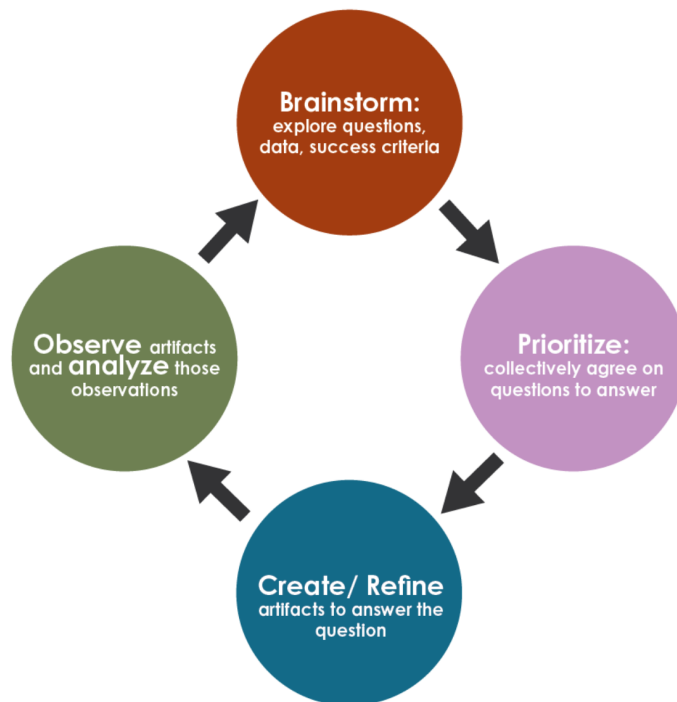 Brainstorm:
explore questions,
data, success criteria
Prioritize:
collectively agree on
questions to answer
Create/ Refine
artifacts to answer the
question
Observe artifacts
and analyze those
observations